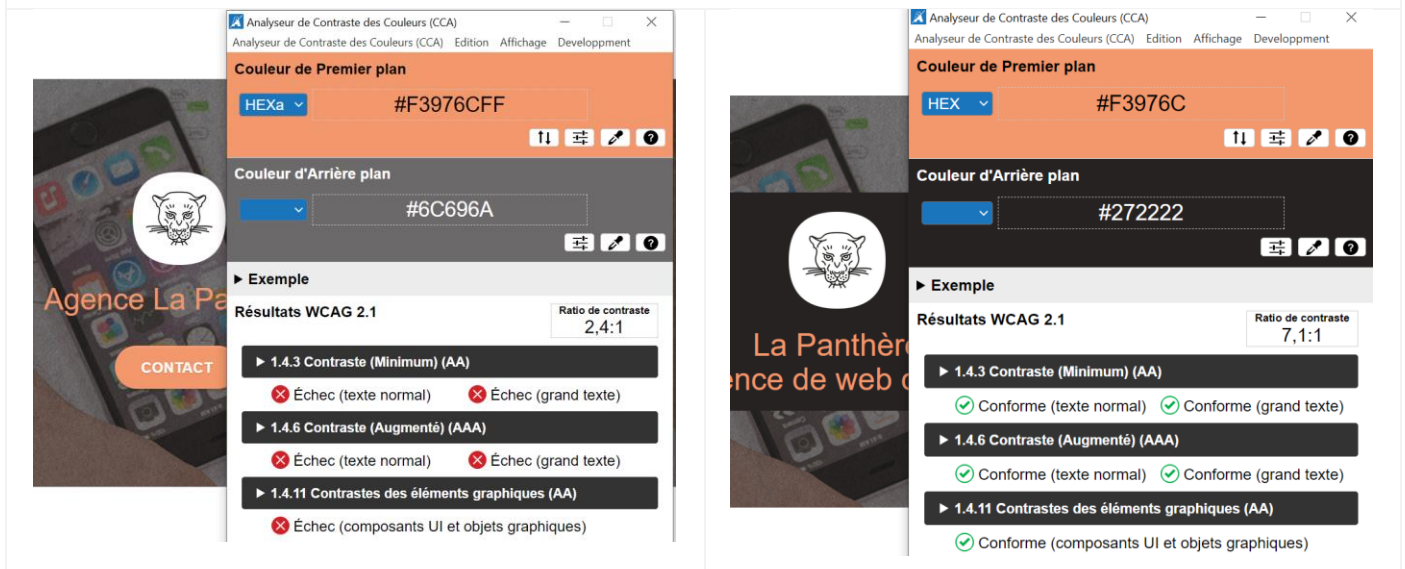 Analyseur de Contraste des Couleurs (CCA)
Analyseur de Contraste des Couleurs (CCA) Edition Affichage Developpment
Couleur de Premier plan
HEXa #F3976CFF
Couleur d'Arrière plan
#6C696A
Exemple
Résultats WCAG 2.1
Ratio de contraste
2,4:1
1.4.3 Contraste (Minimum) (AA)
Échec (texte normal) Échec (grand texte)
1.4.6 Contraste (Augmenté) (AAA)
Échec (texte normal) Échec (grand texte)
1.4.11 Contrastes des éléments graphiques (AA)
Échec (composants UI et objets graphiques)
Agence La Pa
CONTACT
Analyseur de Contraste des Couleurs (CCA)
Analyseur de Contraste des Couleurs (CCA) Edition Affichage Developpment
Couleur de Premier plan
HEX #F3976C
Couleur d'Arrière plan
#272222
Exemple
Résultats WCAG 2.1
Ratio de contraste
7,1:1
1.4.3 Contraste (Minimum) (AA)
Conforme (texte normal) Conforme (grand texte)
1.4.6 Contraste (Augmenté) (AAA)
Conforme (texte normal) Conforme (grand texte)
1.4.11 Contrastes des éléments graphiques (AA)
Conforme (composants UI et objets graphiques)
La Panthèr
ence de web